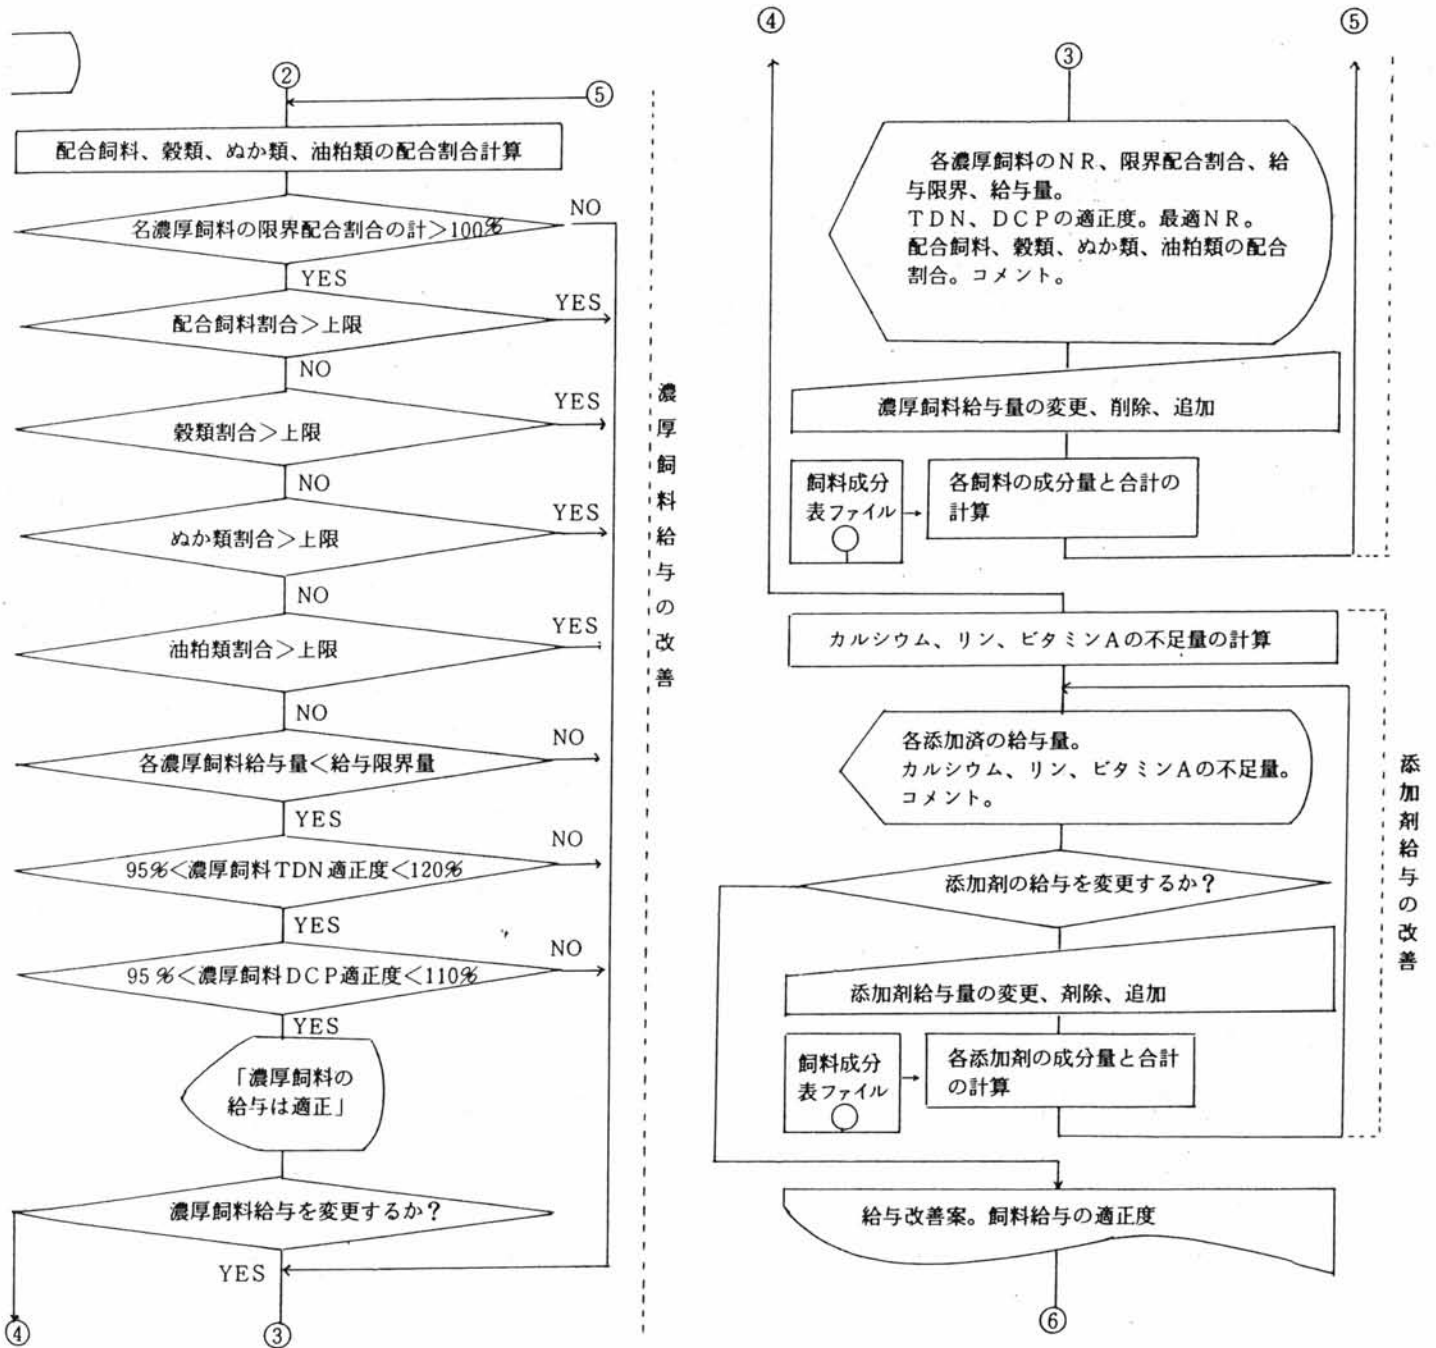 ②
⑤
配合飼料、穀類、ぬか類、油粕類の配合割合計算
名濃厚飼料の限界配合割合の計＞100%
NO
YES
配合飼料割合＞上限
YES
NO
穀類割合＞上限
YES
NO
ぬか類割合＞上限
YES
NO
油粕類割合＞上限
YES
NO
各濃厚飼料給与量＜給与限界量
NO
YES
95%＜濃厚飼料TDN適正度＜120%
NO
YES
95%＜濃厚飼料DCP適正度＜110%
NO
YES
「濃厚飼料の
給与は適正」
濃厚飼料給与を変更するか？
YES
④
③
濃厚飼料給与の改善
④
⑤
③
各濃厚飼料のNR、限界配合割合、給
与限界、給与量。
TDN、DCPの適正度。最適NR。
配合飼料、穀類、ぬか類、油粕類の配合
割合。コメント。
濃厚飼料給与量の変更、削除、追加
飼料成分
表ファイル
各飼料の成分量と合計の
計算
カルシウム、リン、ビタミンAの不足量の計算
各添加済の給与量。
カルシウム、リン、ビタミンAの不足量。
コメント。
添加剤の給与を変更するか？
添加剤給与量の変更、剤除、追加
飼料成分
表ファイル
各添加剤の成分量と合計
の計算
添加剤給与の改善
給与改善案。飼料給与の適正度
⑥